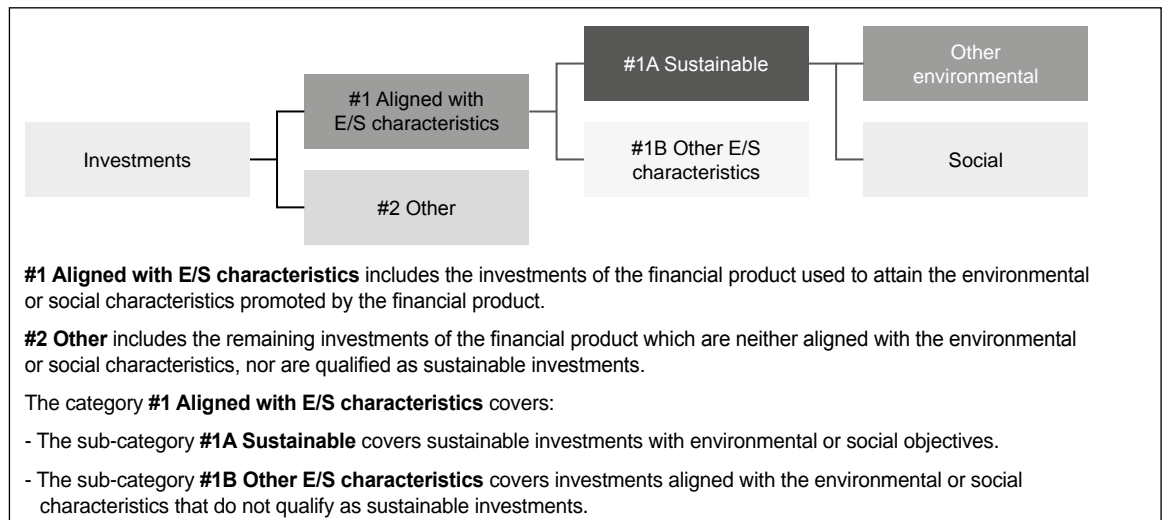 #1A Sustainable
Other
environmental
#1 Aligned with
E/S characteristics
Investments
#1B Other E/S
characteristics
Social
#2 Other
#1 Aligned with E/S characteristics includes the investments of the financial product used to attain the environmental
or social characteristics promoted by the financial product.
#2 Other includes the remaining investments of the financial product which are neither aligned with the environmental
or social characteristics, nor are qualified as sustainable investments.
The category #1 Aligned with E/S characteristics covers:
- The sub-category #1A Sustainable covers sustainable investments with environmental or social objectives.
- The sub-category #1B Other E/S characteristics covers investments aligned with the environmental or social
characteristics that do not qualify as sustainable investments.